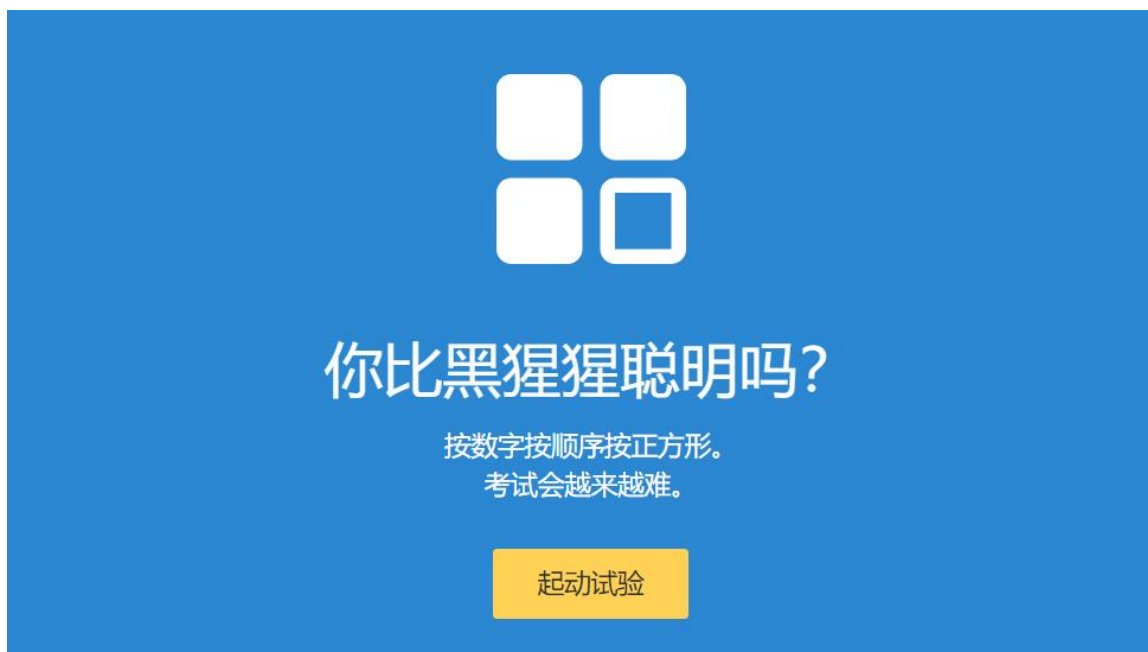 你比黑猩猩聪明吗?
按数字按顺序按正方形。
考试会越来越难。
起动试验